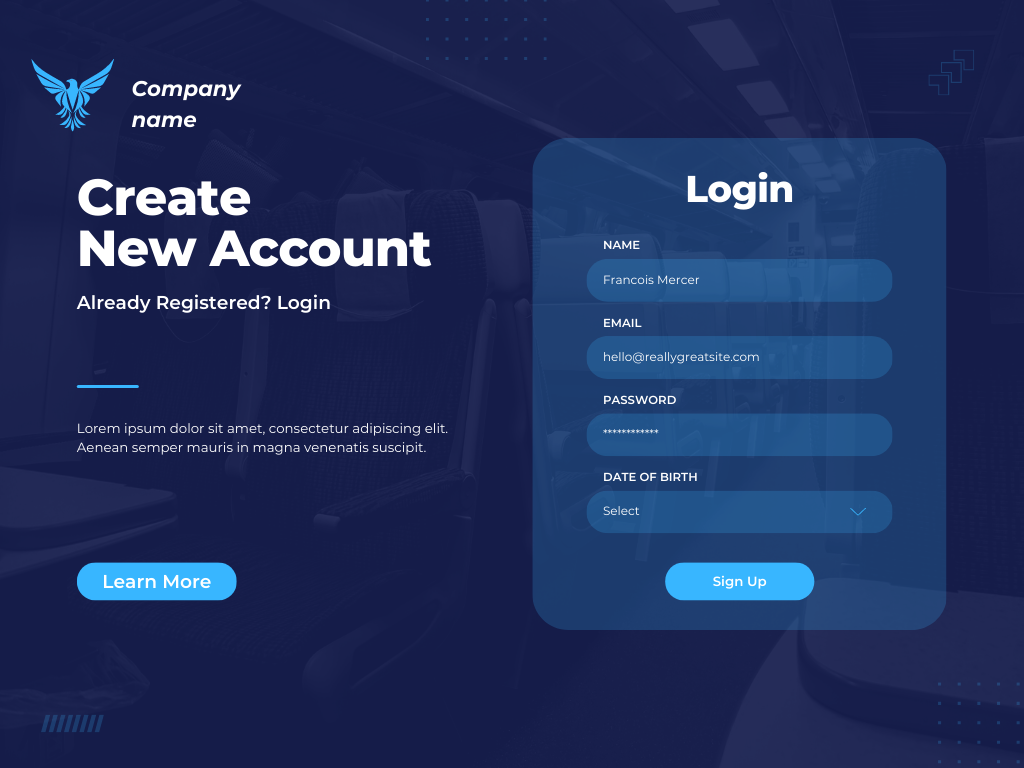 Company
name
Create
New Account
Already Registered? Login
Lorem ipsum dolor sit amet, consectetur adipiscing elit.
Aenean semper mauris in magna venenatis suscipit.
Learn More
Login
NAME
Francois Mercer
EMAIL
hello@reallygreatsite.com
PASSWORD
************
DATE OF BIRTH
Select
Sign Up